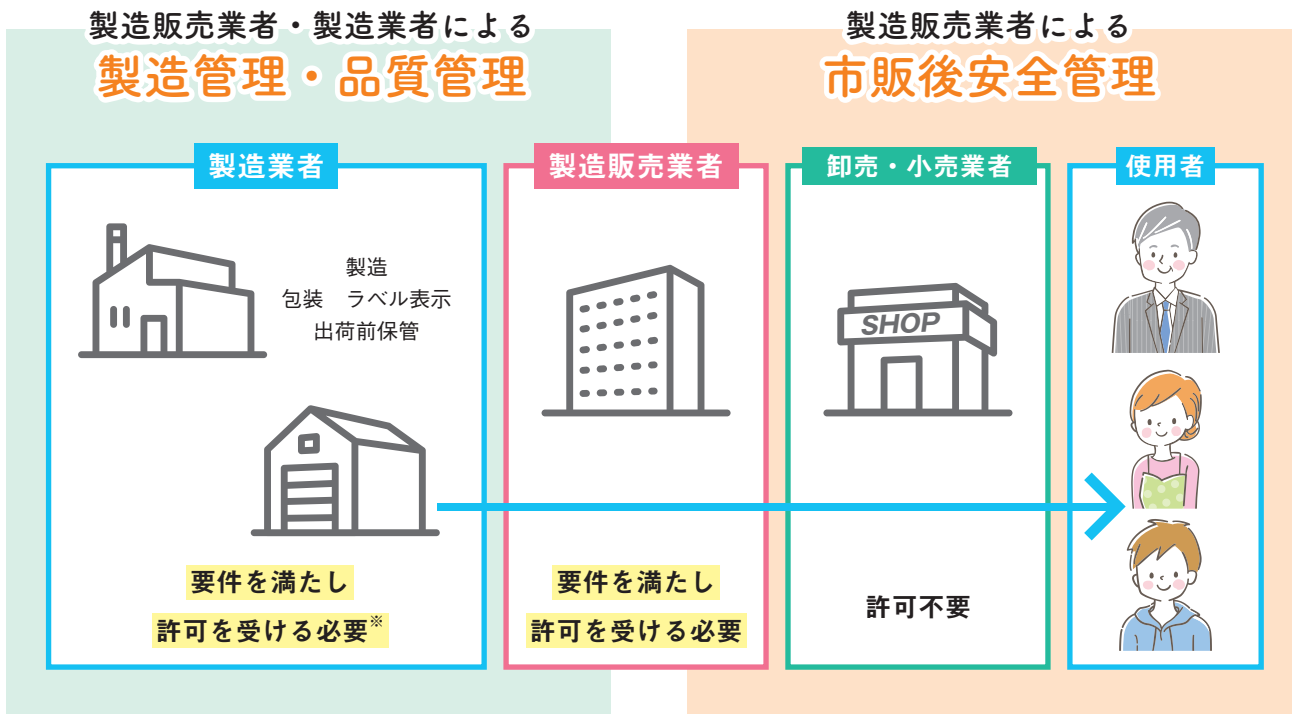 製造販売業者・製造業者による
製造管理・品質管理
製造販売業者による
市販後安全管理
製造業者
製造
包装　ラベル表示
出荷前保管
要件を満たし
許可を受ける必要※
製造販売業者
要件を満たし
許可を受ける必要
卸売・小売業者
SHOP
許可不要
使用者